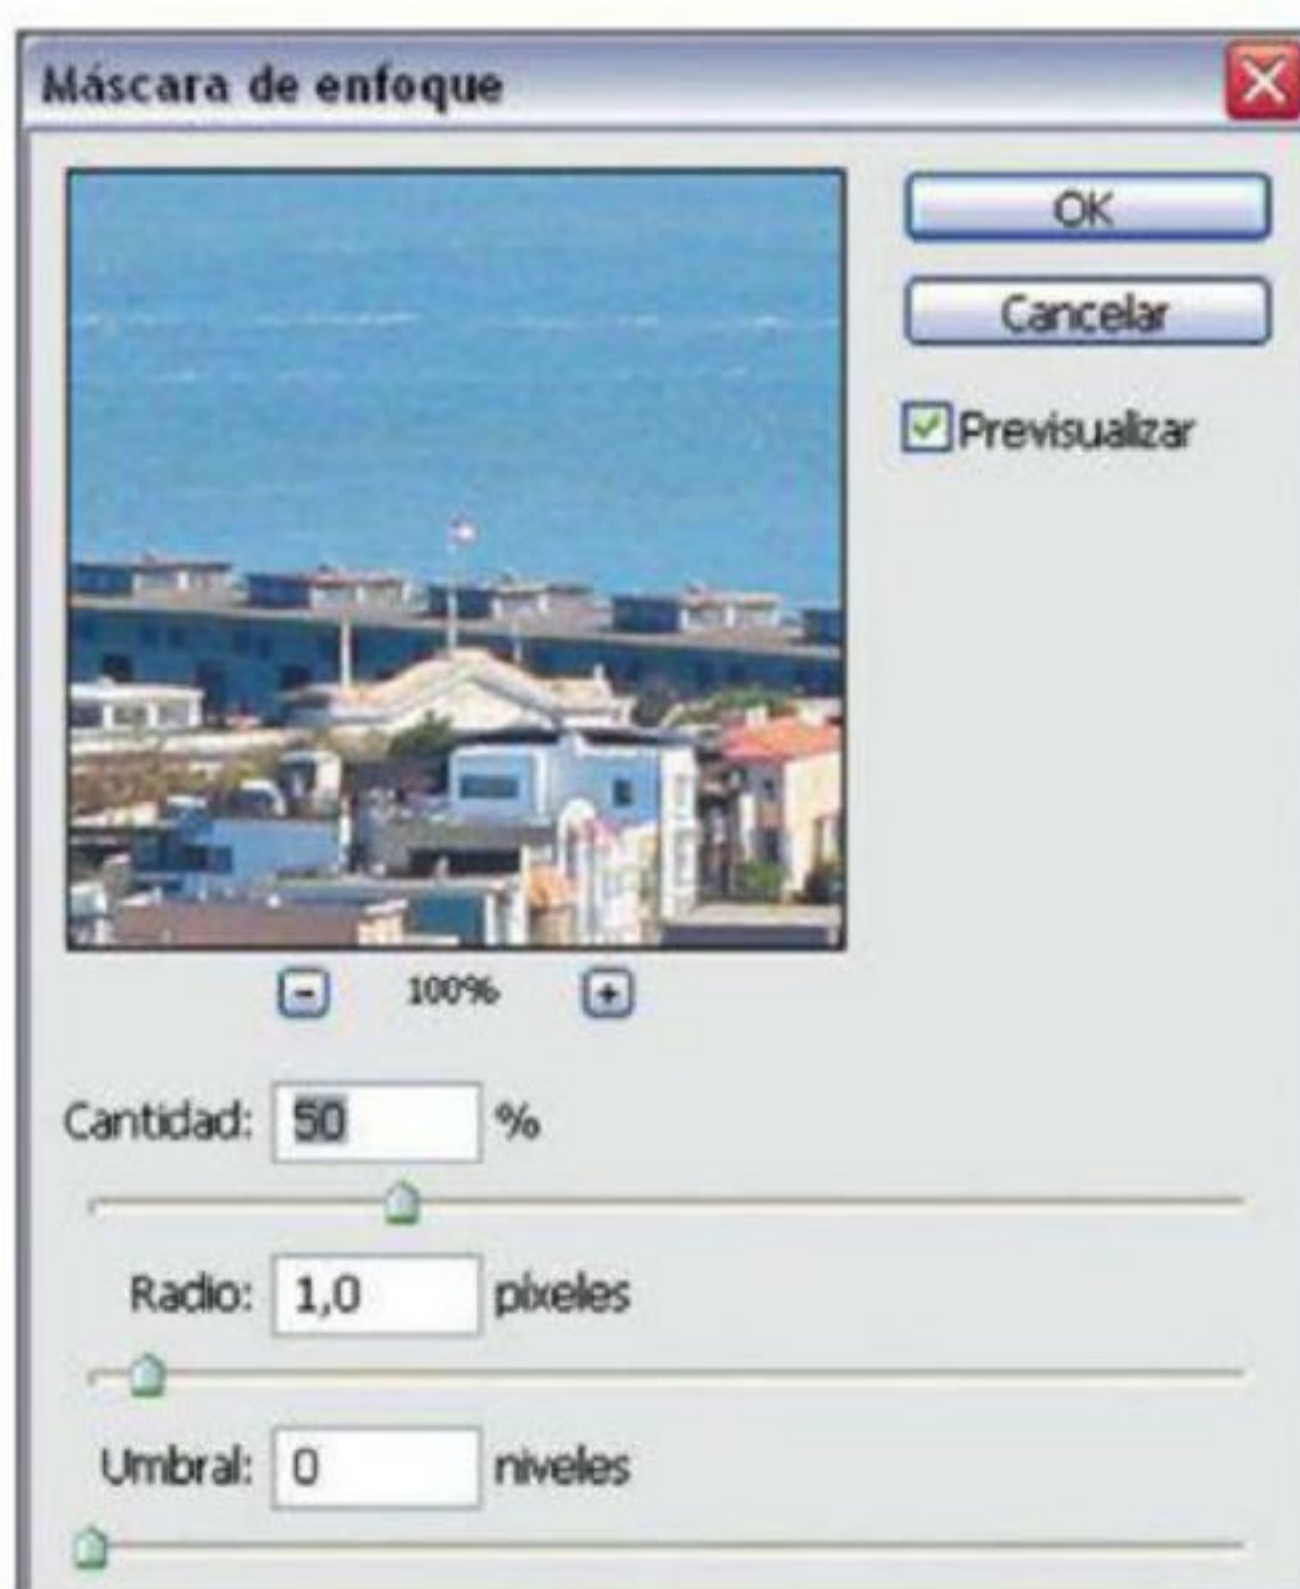 Máscara de enfoque
OK
Cancelar
Previsualizar
- 100% +
Cantidad: 50 %
Radio: 1,0 píxeles
Umbral: 0 niveles